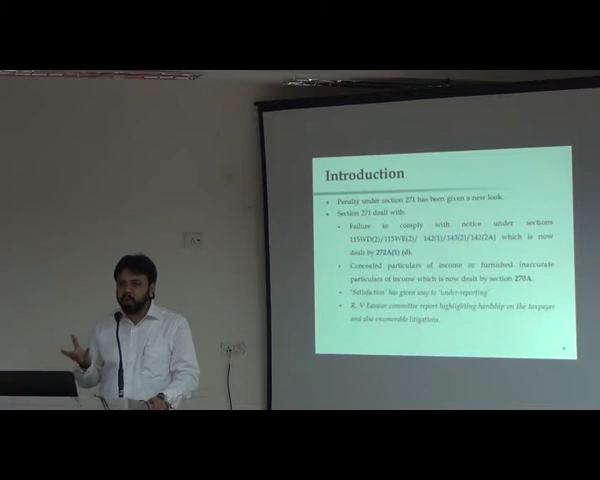 Introduction
• Penalty under section 271 has been given a new look.
• Section 271 dealt with:
• Failure to comply with notice under sections
115WD(2)/115WE(2)/ 142(1)/143(2)/142(2A) which is now
dealt by 272A(1) (d).
• Concealed particulars of income or furnished inaccurate
particulars of income which is now dealt by section 270A.
• 'Satisfaction' has given way to 'under-reporting'
• R. V Easwar committee report highlighting hardship on the taxpayer
and also enumerable litigations.